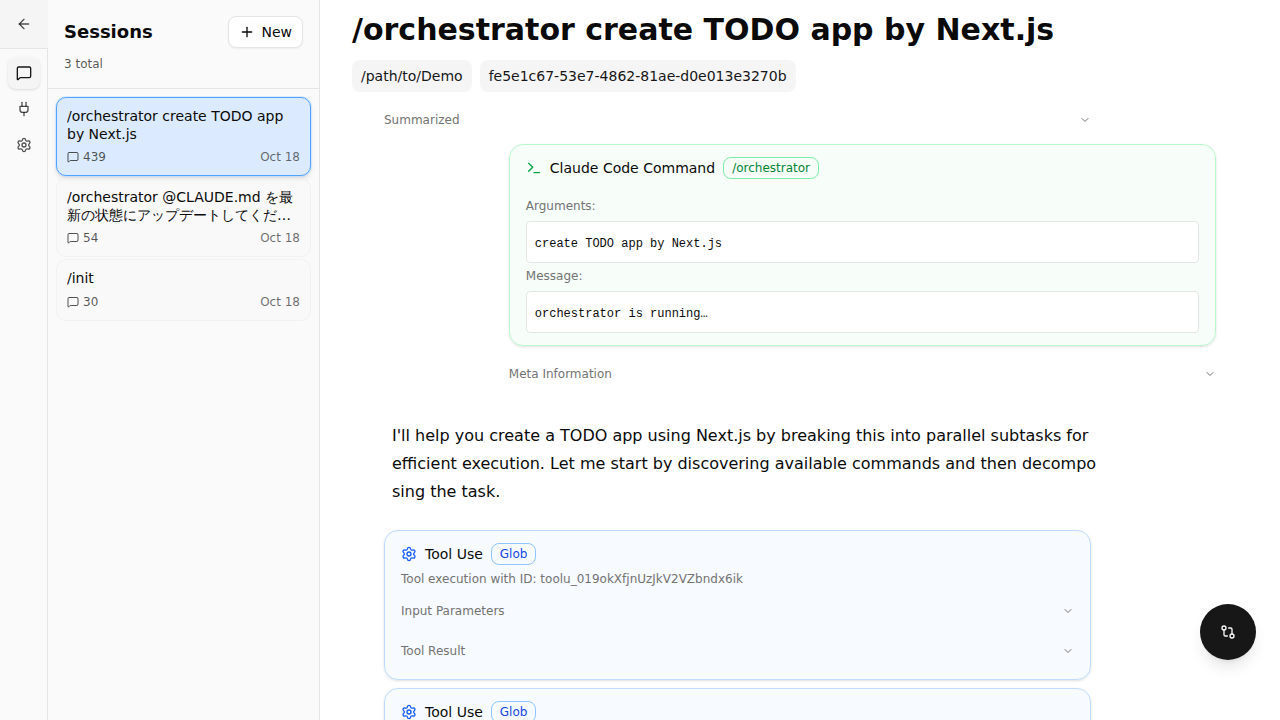 Sessions
New
3 total
/orchestrator create TODO app
by Next.js
439
Oct 18
/orchestrator @CLAUDE.md を最
新の状態にアップデートしてくだ…
54
Oct 18
/init
30
Oct 18
/orchestrator create TODO app by Next.js
/path/to/Demo
fe5e1c67-53e7-4862-81ae-d0e013e3270b
Summarized
Claude Code Command
/orchestrator
Arguments:
create TODO app by Next.js
Message:
orchestrator is running…
Meta Information
I'll help you create a TODO app using Next.js by breaking this into parallel subtasks for
efficient execution. Let me start by discovering available commands and then decompo
sing the task.
Tool Use
Glob
Tool execution with ID: toolu_019okXfjnUzJkV2VZbndx6ik
Input Parameters
Tool Result
Tool Use
Glob